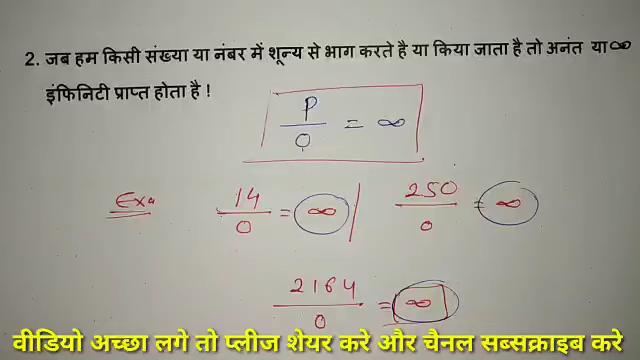 2. जब हम किसी संख्या या नंबर में शून्य से भाग करते है या किया जाता है तो अनंत या ∞
इंफिनिटी प्राप्त होता है !
P/0 = ∞
Exa 14/0 = ∞ | 250/0 = ∞
2164/0 = ∞
वीडियो अच्छा लगे तो प्लीज शेयर करे और चैनल सब्सक्राइब करे